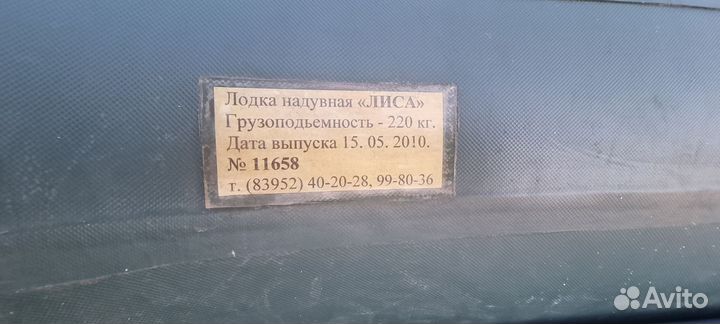 Лодка надувная «ЛИСА»
Грузоподьемность - 220 кг.
Дата выпуска 15. 05. 2010.
№ 11658
т. (83952) 40-20-28, 99-80-36
Avito